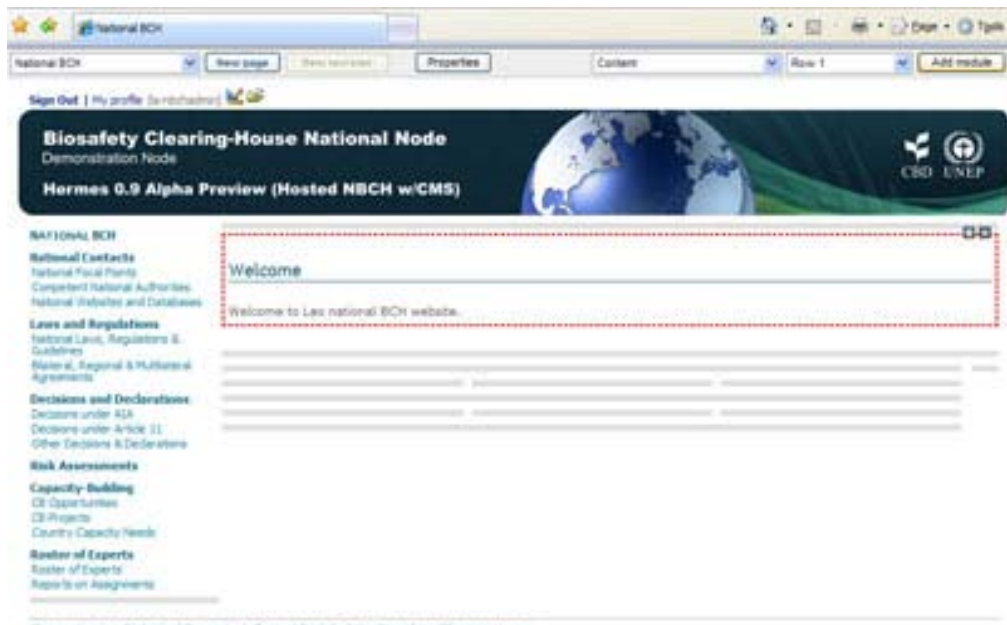 National BCH
Page
Tools
National BCH
New page
Properties
Content
Row 1
Add module
Sign Out | My profile
Biosafety Clearing-House National Node
Demonstration Node
Hermes 0.9 Alpha Preview (Hosted NBCH w/CMS)
CBD UNEP
NATIONAL BCH
National Contacts
National Focal Points
Competent National Authorities
National Websites and Databases
Laws and Regulations
National Laws, Regulations &
Guidelines
Bilateral, Regional & Multilateral
Agreements
Decisions and Declarations
Decisions under AIA
Decisions under Article 11
Other Decisions & Declarations
Risk Assessments
Capacity-Building
CB Opportunities
CB Projects
Country Capacity Needs
Roster of Experts
Roster of Experts
Reports on Assignments
Welcome
Welcome to Lao national BCH website.